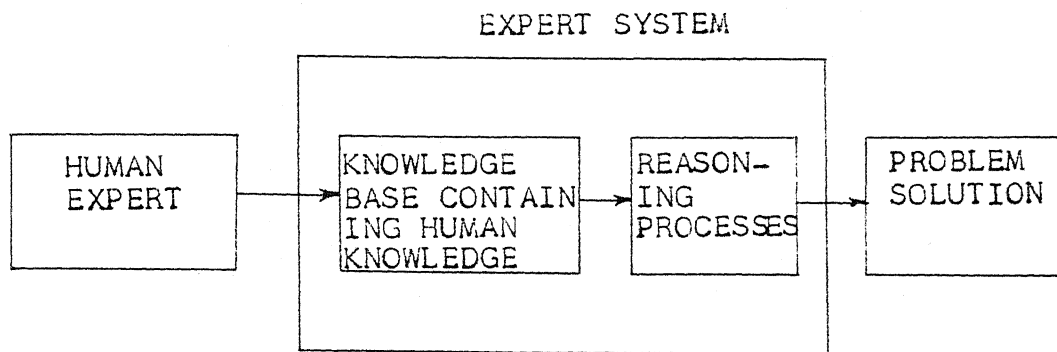 EXPERT SYSTEM
HUMAN
EXPERT
KNOWLEDGE
BASE CONTAIN
ING HUMAN
KNOWLEDGE
REASON-
ING
PROCESSES
PROBLEM
SOLUTION